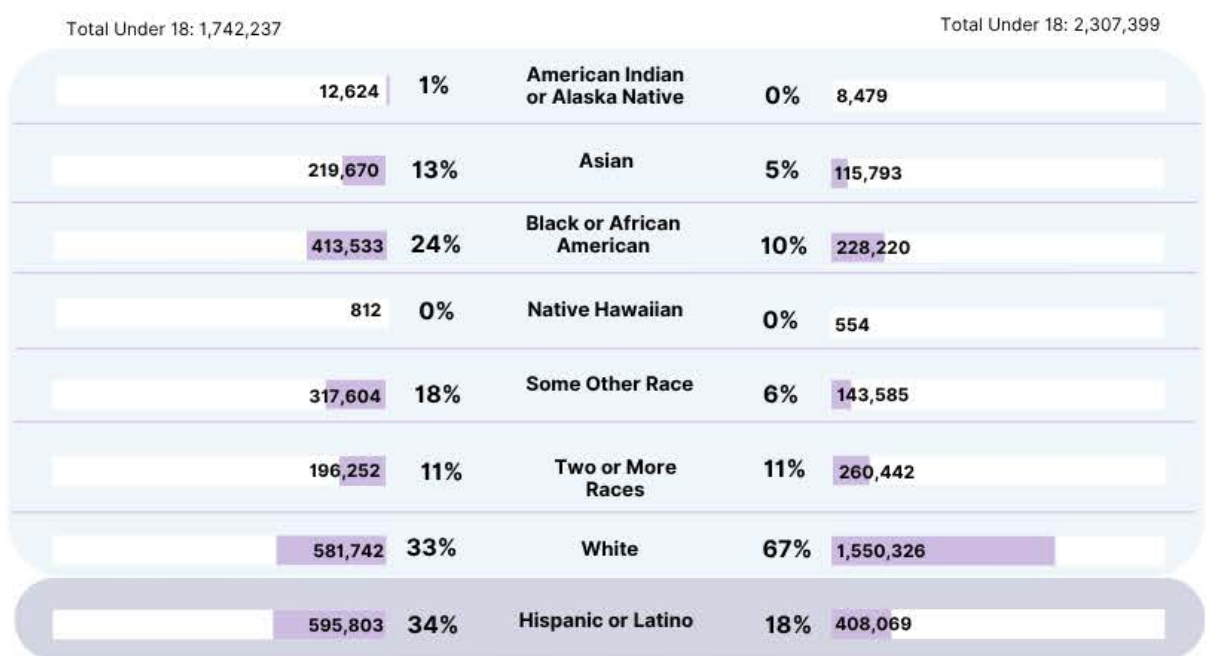 Total Under 18: 1,742,237
Total Under 18: 2,307,399
12,624 1% American Indian or Alaska Native 0% 8,479
219,670 13% Asian 5% 115,793
413,533 24% Black or African American 10% 228,220
812 0% Native Hawaiian 0% 554
317,604 18% Some Other Race 6% 143,585
196,252 11% Two or More Races 11% 260,442
581,742 33% White 67% 1,550,326
595,803 34% Hispanic or Latino 18% 408,069